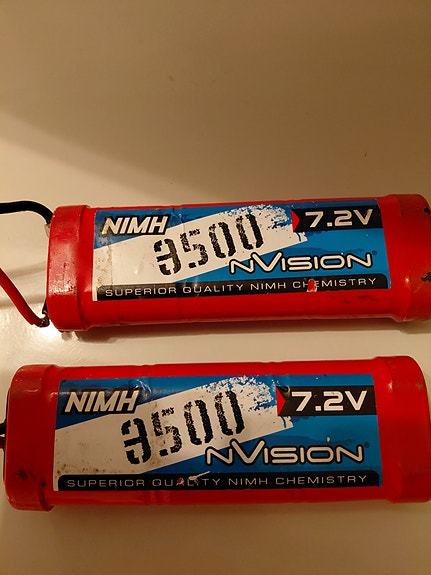 NIMH
7.2V
3500
nVISION
SUPERIOR QUALITY NIMH CHEMISTRY
NIMH
7.2V
3500
nVISION®
SUPERIOR QUALITY NIMH CHEMISTRY